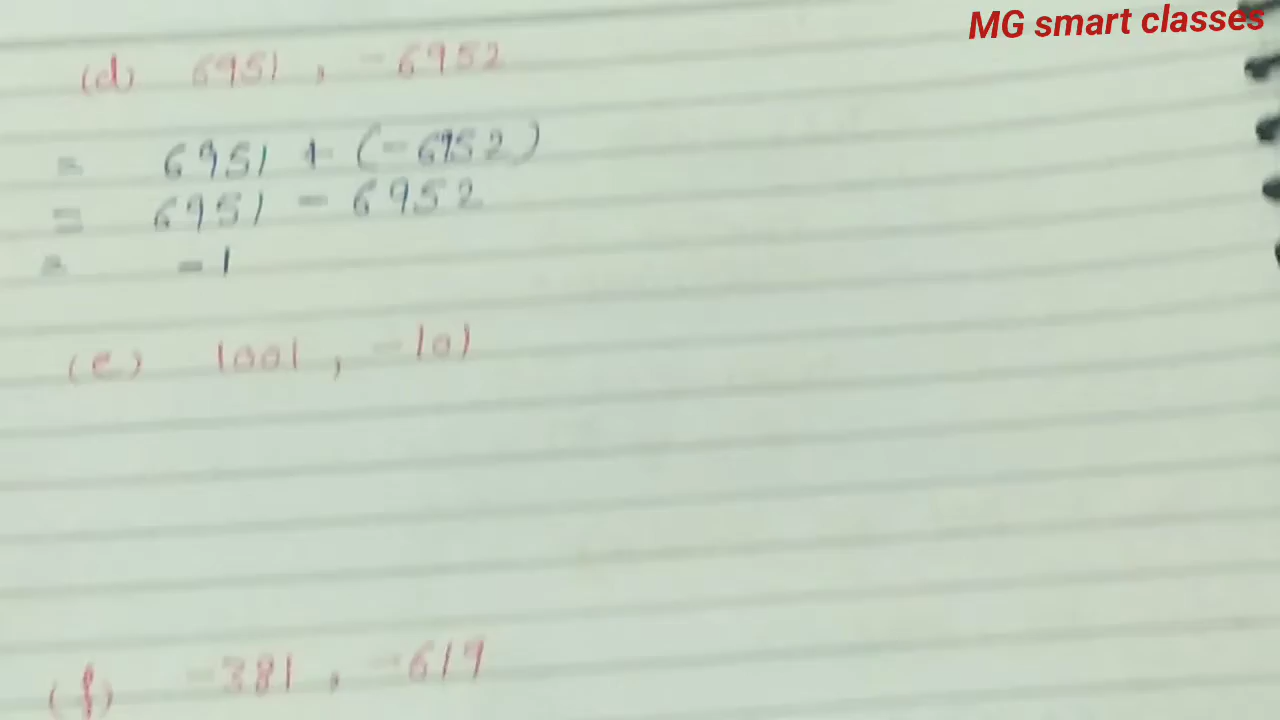 MG smart classes
(d) 6951 , -6952
= 6951 + (-6952)
= 6951 - 6952
= -1
(e) 1001 , -101
(f) -381 , -619